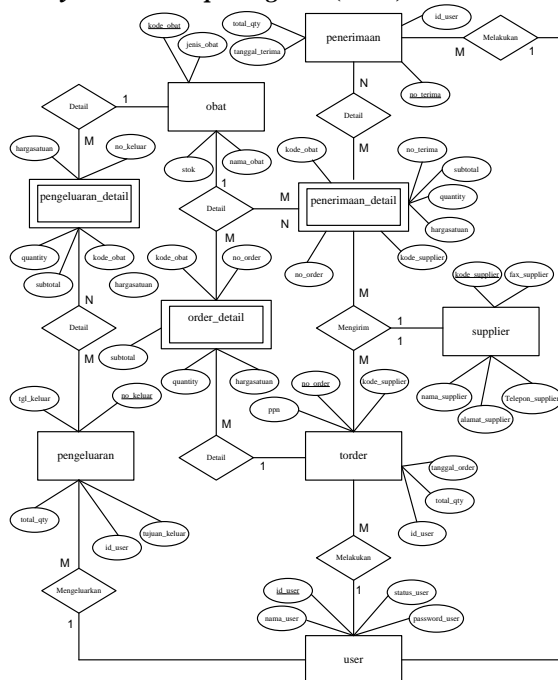 kode_obat
jenis_obat
total_qty
tanggal_terima
penerimaan
id_user
M
Melakukan
1
no_terima
Detail
1
obat
N
Detail
M
M
hargasatuan
no_keluar
stok
nama_obat
1
kode_obat
no_terima
subtotal
quantity
hargasatuan
pengeluaran_detail
Detail
M
N
penerimaan_detail
M
kode_supplier
quantity
subtotal
kode_obat
hargasatuan
kode_obat
no_order
no_order
N
Detail
M
subtotal
order_detail
M
Mengirim
M
1
1
kode_supplier
fax_supplier
supplier
nama_supplier
alamat_supplier
Telepon_supplier
quantity
hargasatuan
no_order
kode_supplier
ppn
tgl_keluar
no_keluar
M
Detail
1
pengeluaran
torder
tanggal_order
total_qty
id_user
total_qty
id_user
tujuan_keluar
M
Mengeluarkan
1
M
Melakukan
1
id_user
nama_user
status_user
password_user
user